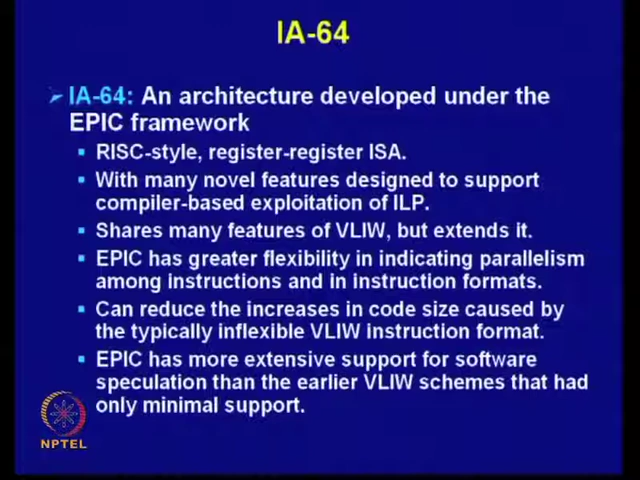 IA-64
IA-64: An architecture developed under the
EPIC framework
RISC-style, register-register ISA.
With many novel features designed to support
compiler-based exploitation of ILP.
Shares many features of VLIW, but extends it.
EPIC has greater flexibility in indicating parallelism
among instructions and in instruction formats.
Can reduce the increases in code size caused by
the typically inflexible VLIW instruction format.
EPIC has more extensive support for software
speculation than the earlier VLIW schemes that had
only minimal support.
NPTEL